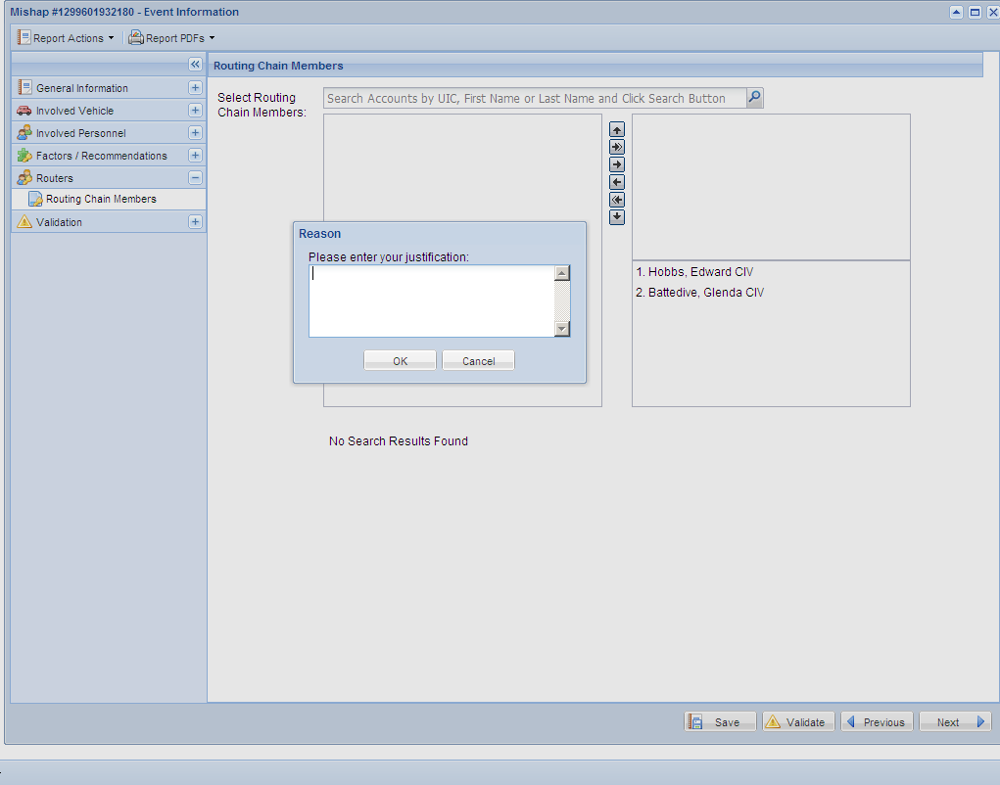 Mishap #1299601932180 - Event Information
Report Actions
Report PDFs
General Information
Involved Vehicle
Involved Personnel
Factors / Recommendations
Routers
Routing Chain Members
Validation
Routing Chain Members
Select Routing
Chain Members:
Search Accounts by UIC, First Name or Last Name and Click Search Button
Reason
Please enter your justification:
OK
Cancel
1. Hobbs, Edward CIV
2. Battedive, Glenda CIV
No Search Results Found
Save
Validate
Previous
Next